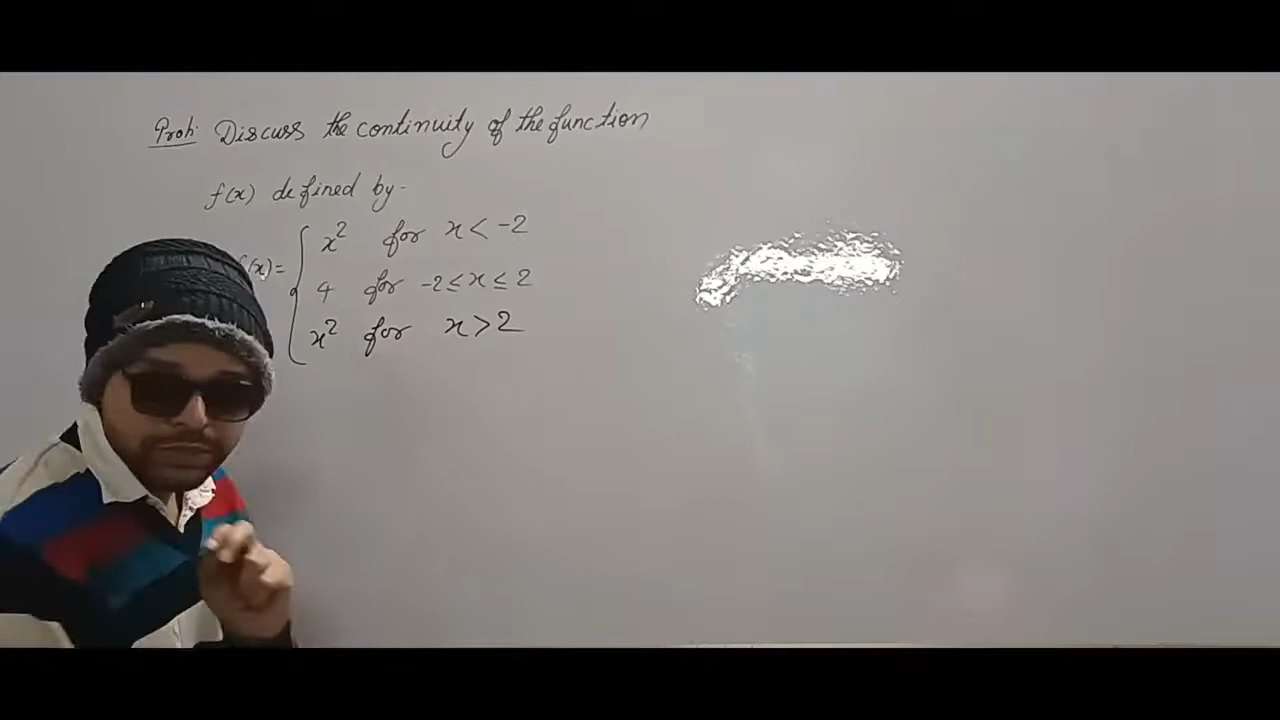 Prob: Discuss the continuity of the function
f(x) defined by-
f(x)= { x² for x < -2
4 for -2 ≤ x ≤ 2
x² for x > 2